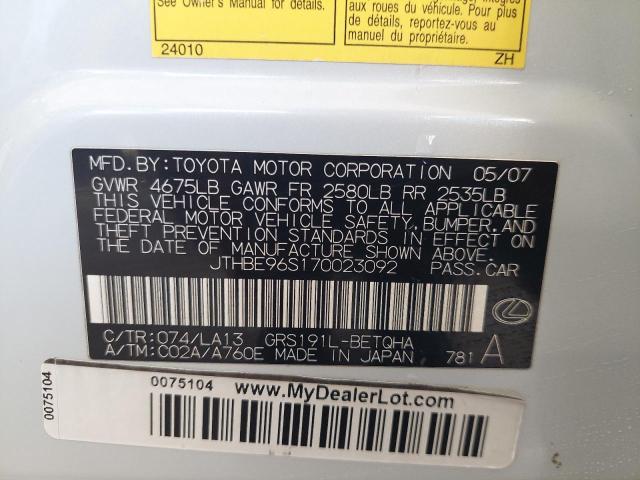 See Owner's Manual for details.
24010
aux roues du véhicule. Pour plus
de détails, reportez-vous au
manuel du propriétaire.
ZH
MFD. BY: TOYOTA MOTOR CORPORATION 05/07
GVWR 4675LB GAWR FR 2580LB RR 2535LB
THIS VEHICLE CONFORMS TO ALL APPLICABLE
FEDERAL MOTOR VEHICLE SAFETY, BUMPER, AND
THEFT PREVENTION STANDARDS IN EFFECT ON
THE DATE OF MANUFACTURE SHOWN ABOVE.
JTHBE96S170023092 PASS. CAR
C/TR: 074/LA13 GRS191L-BETQHA
A/TM: C02A/A760E MADE IN JAPAN 781 A
0075104
0075104 www.MyDealerLot.com